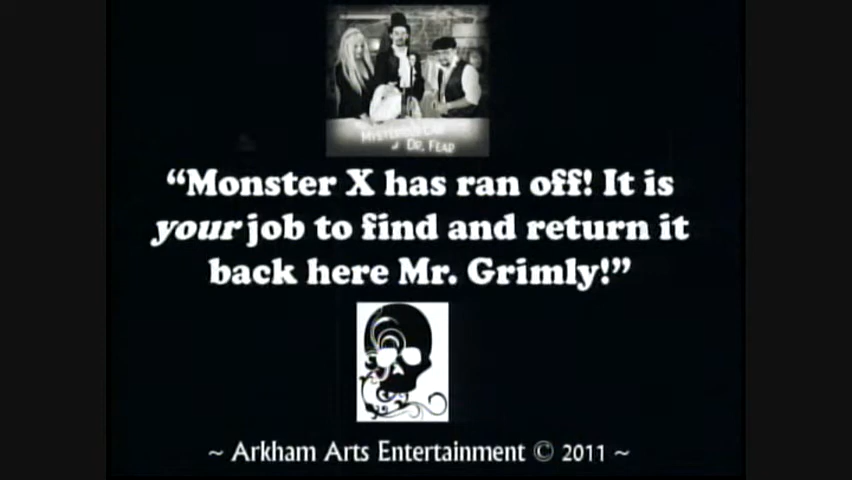 MYSTERIOUS LAB
of DR. FEAR
“Monster X has ran off! It is
your job to find and return it
back here Mr. Grimly!”
~ Arkham Arts Entertainment © 2011 ~